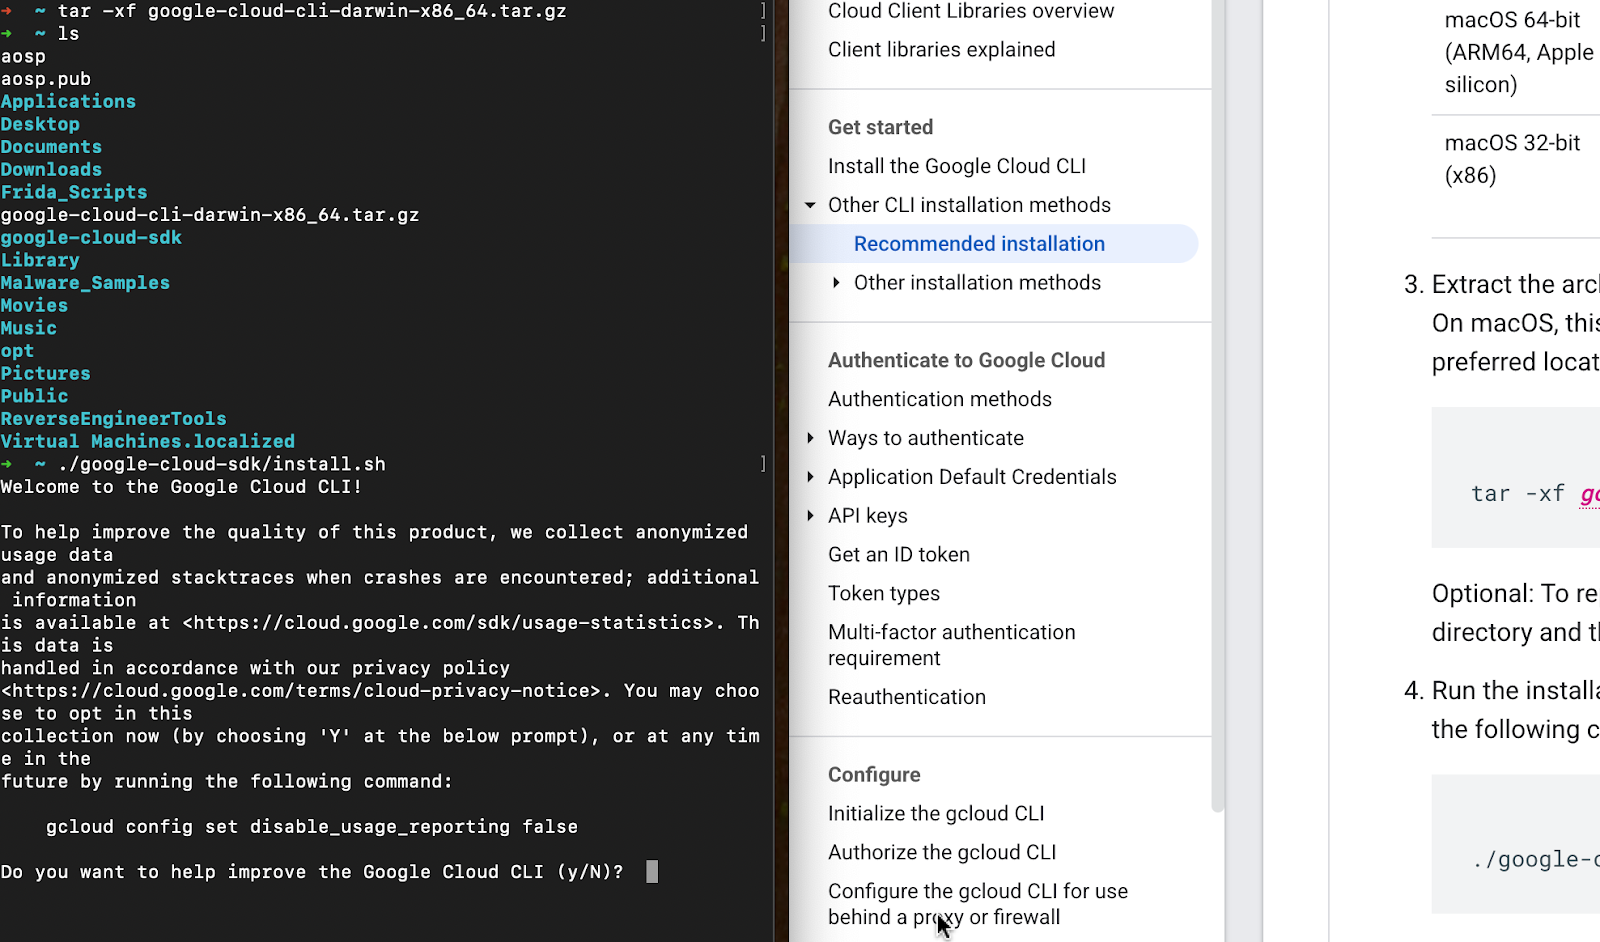 → ~ tar -xf google-cloud-cli-darwin-x86_64.tar.gz ]
→ ~ ls ]
aosp
aosp.pub
Applications
Desktop
Documents
Downloads
Frida_Scripts
google-cloud-cli-darwin-x86_64.tar.gz
google-cloud-sdk
Library
Malware_Samples
Movies
Music
opt
Pictures
Public
ReverseEngineerTools
Virtual Machines.localized
→ ~ ./google-cloud-sdk/install.sh ]
Welcome to the Google Cloud CLI!
To help improve the quality of this product, we collect anonymized
usage data
and anonymized stacktraces when crashes are encountered; additional
information
is available at <https://cloud.google.com/sdk/usage-statistics>. Th
is data is
handled in accordance with our privacy policy
<https://cloud.google.com/terms/cloud-privacy-notice>. You may choo
se to opt in this
collection now (by choosing 'Y' at the below prompt), or at any tim
e in the
future by running the following command:
gcloud config set disable_usage_reporting false
Do you want to help improve the Google Cloud CLI (y/N)?
Cloud Client Libraries overview
Client libraries explained
Get started
Install the Google Cloud CLI
Other CLI installation methods
Recommended installation
Other installation methods
Authenticate to Google Cloud
Authentication methods
Ways to authenticate
Application Default Credentials
API keys
Get an ID token
Token types
Multi-factor authentication
requirement
Reauthentication
Configure
Initialize the gcloud CLI
Authorize the gcloud CLI
Configure the gcloud CLI for use
behind a proxy or firewall
macOS 64-bit
(ARM64, Apple
silicon)
macOS 32-bit
(x86)
3. Extract the
On macOS,
preferred
tar -xf
Optional: To
directory and
4. Run the
the following